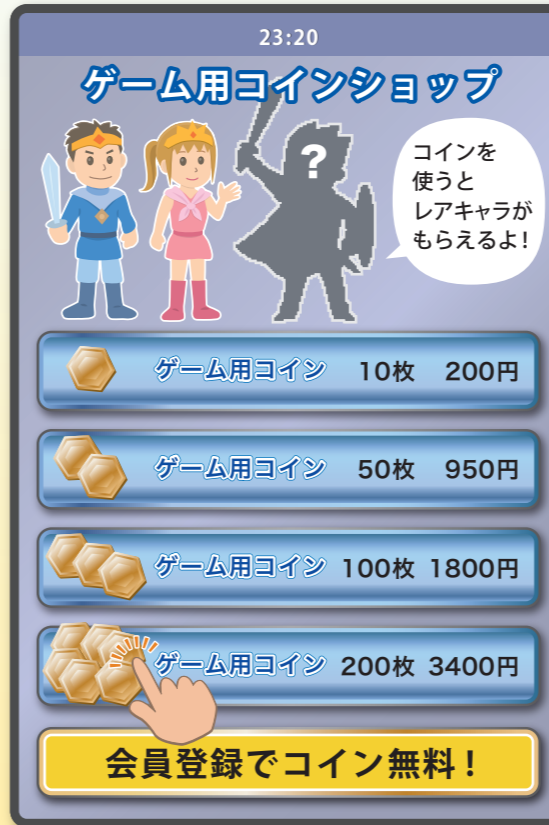 23:20
ゲーム用コインショップ
?
コインを
使うと
レアキャラが
もらえるよ!
ゲーム用コイン 10枚 200円
ゲーム用コイン 50枚 950円
ゲーム用コイン 100枚 1800円
ゲーム用コイン 200枚 3400円
会員登録でコイン無料!